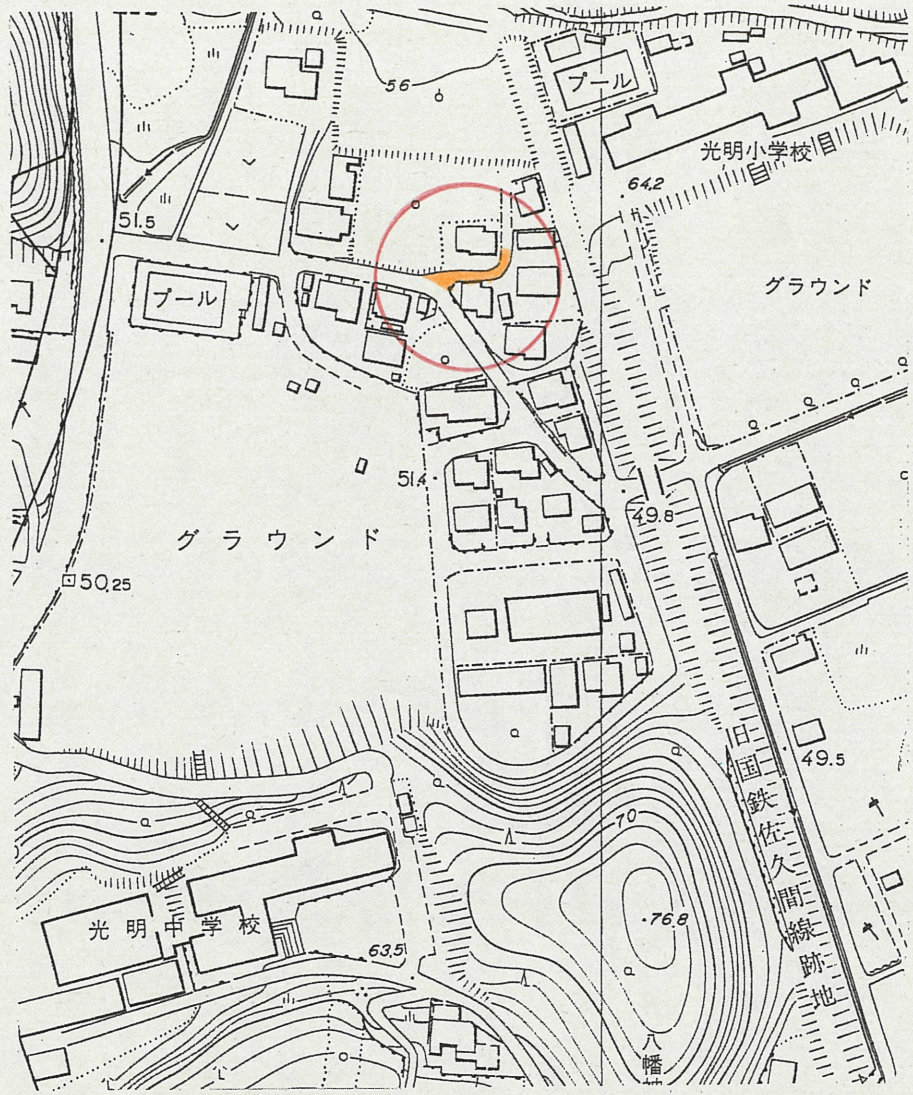 プール
56
光明小学校
64.2
51.5
プール
グラウンド
51.4
49.8
グラウンド
50.25
旧国鉄佐久間線跡地
49.5
70
76.8
光明中学校
63.5
八幡神